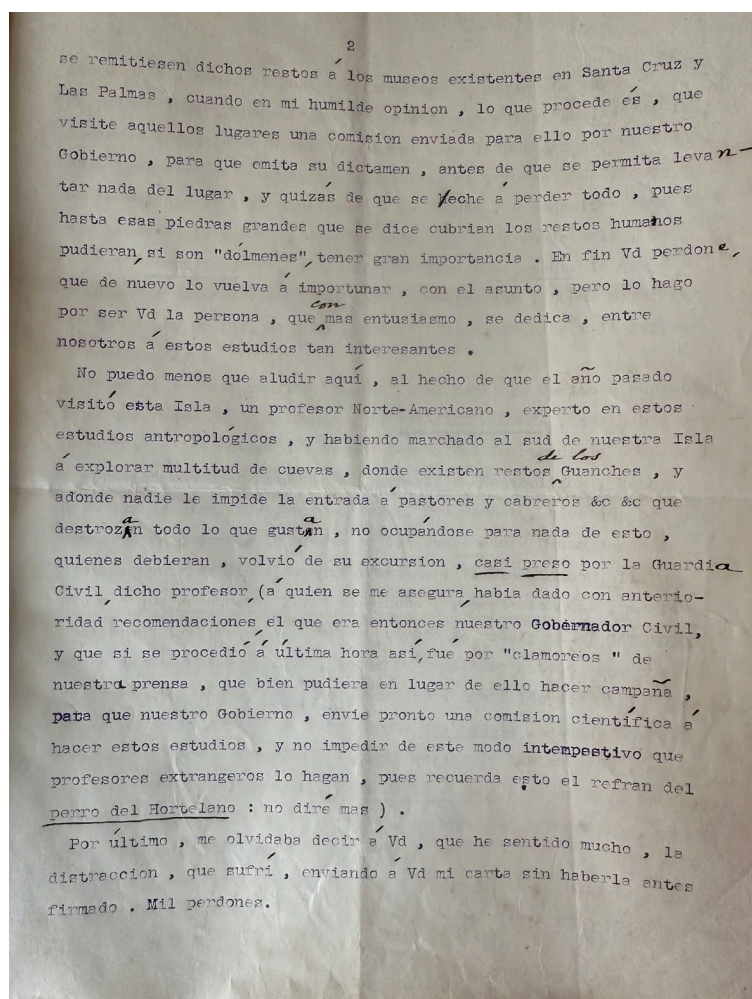 2
se remitiesen dichos restos á los museos existentes en Santa Cruz y
Las Palmas , cuando en mi humilde opinion , lo que procede és , que
visite aquellos lugares una comision enviada para ello por nuestro
Gobierno , para que emita su dictamen , antes de que se permita levan-
tar nada del lugar , y quizás de que se eche á perder todo , pues
hasta esas piedras grandes que se dice cubrian los restos humanos
pudieran, si son "dólmenes", tener gran importancia . En fin Vd perdone,
que de nuevo lo vuelva á importunar , con el asunto , pero lo hago
por ser Vd la persona , que con mas entusiasmo , se dedica , entre
nosotros á estos estudios tan interesantes .
No puedo menos que aludir aquí , al hecho de que el año pasado
visitó esta Isla , un profesor Norte-Americano , experto en estos
estudios antropológicos , y habiendo marchado al sud de nuestra Isla
á explorar multitud de cuevas , donde existen restos de los Guanches , y
adonde nadie le impide la entrada á pastores y cabreros &c &c que
destrozan todo lo que gustan , no ocupándose para nada de esto ,
quienes debieran , volvió de su excursion , casi preso por la Guardia
Civil, dicho profesor, (á quien se me asegura, habia dado con anterio-
ridad recomendaciones, el que era entonces nuestro Gobernador Civil,
y que si se procedió á última hora así, fué por "clamoreos " de
nuestra prensa , que bien pudiera en lugar de ello hacer campaña ,
para que nuestro Gobierno , envie pronto una comision científica á
hacer estos estudios , y no impedir de este modo intempestivo que
profesores extrangeros lo hagan , pues recuerda esto el refran del
perro del Hortelano : no diré mas ) .
Por último , me olvidaba decir á Vd , que he sentido mucho , la
distraccion , que sufrí , enviando á Vd mi carta sin haberla antes
firmado . Mil perdones.